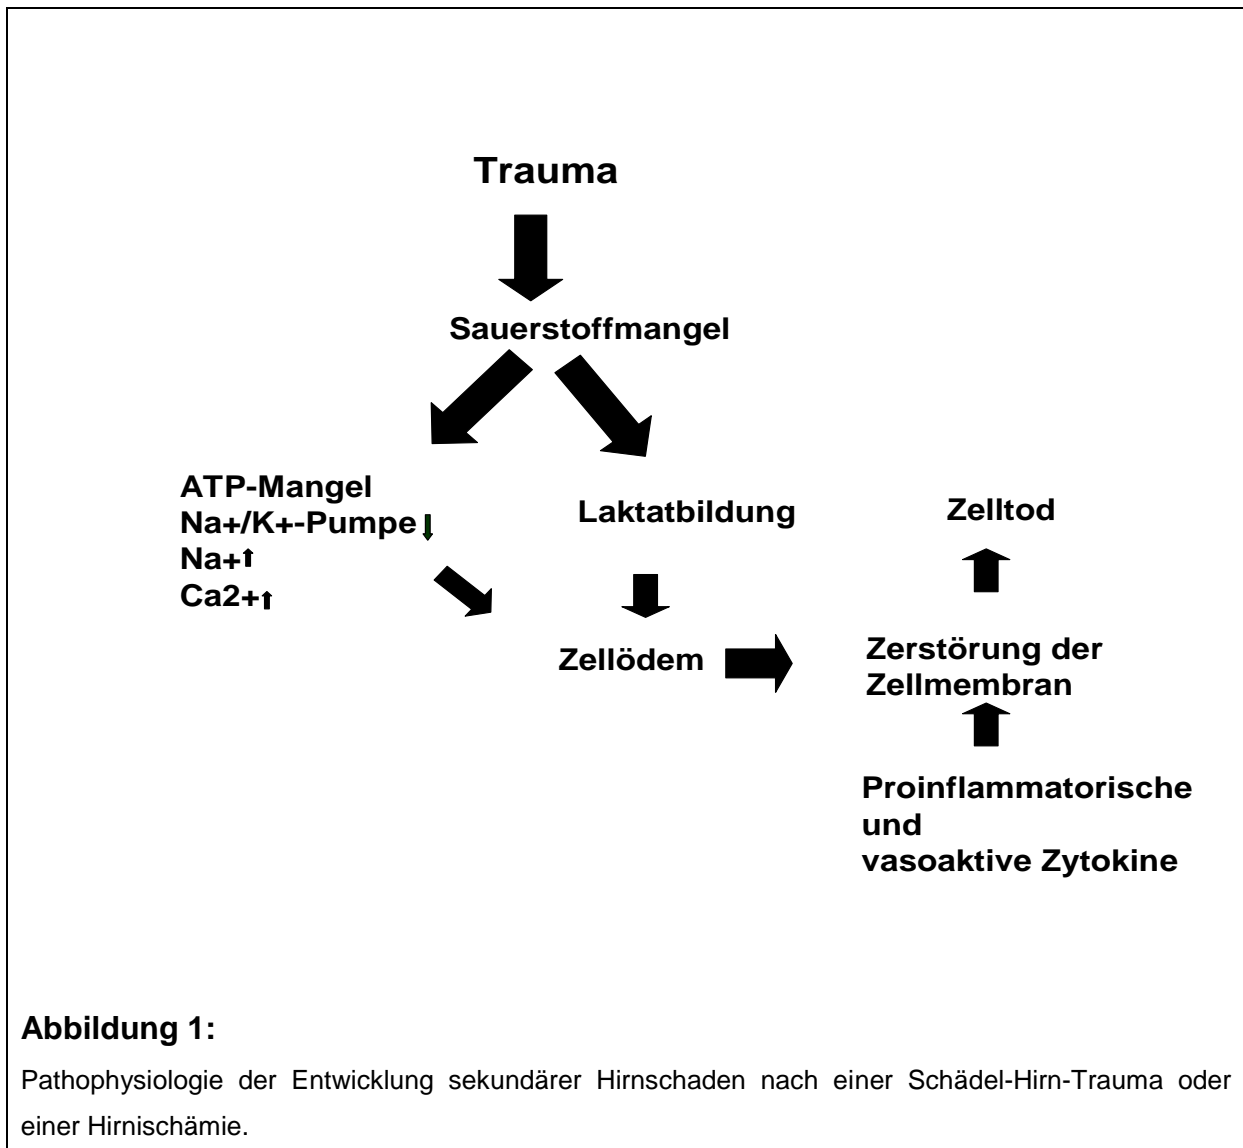 Trauma
Sauerstoffmangel
ATP-Mangel
Na+/K+-Pumpe↓
Na+↑
Ca2+↑
Laktatbildung
Zelltod
Zellödem
Zerstörung der
Zellmembran
Proinflammatorische
und
vasoaktive Zytokine
Abbildung 1:
Pathophysiologie der Entwicklung sekundärer Hirnschaden nach einer Schädel-Hirn-Trauma oder
einer Hirnischämie.